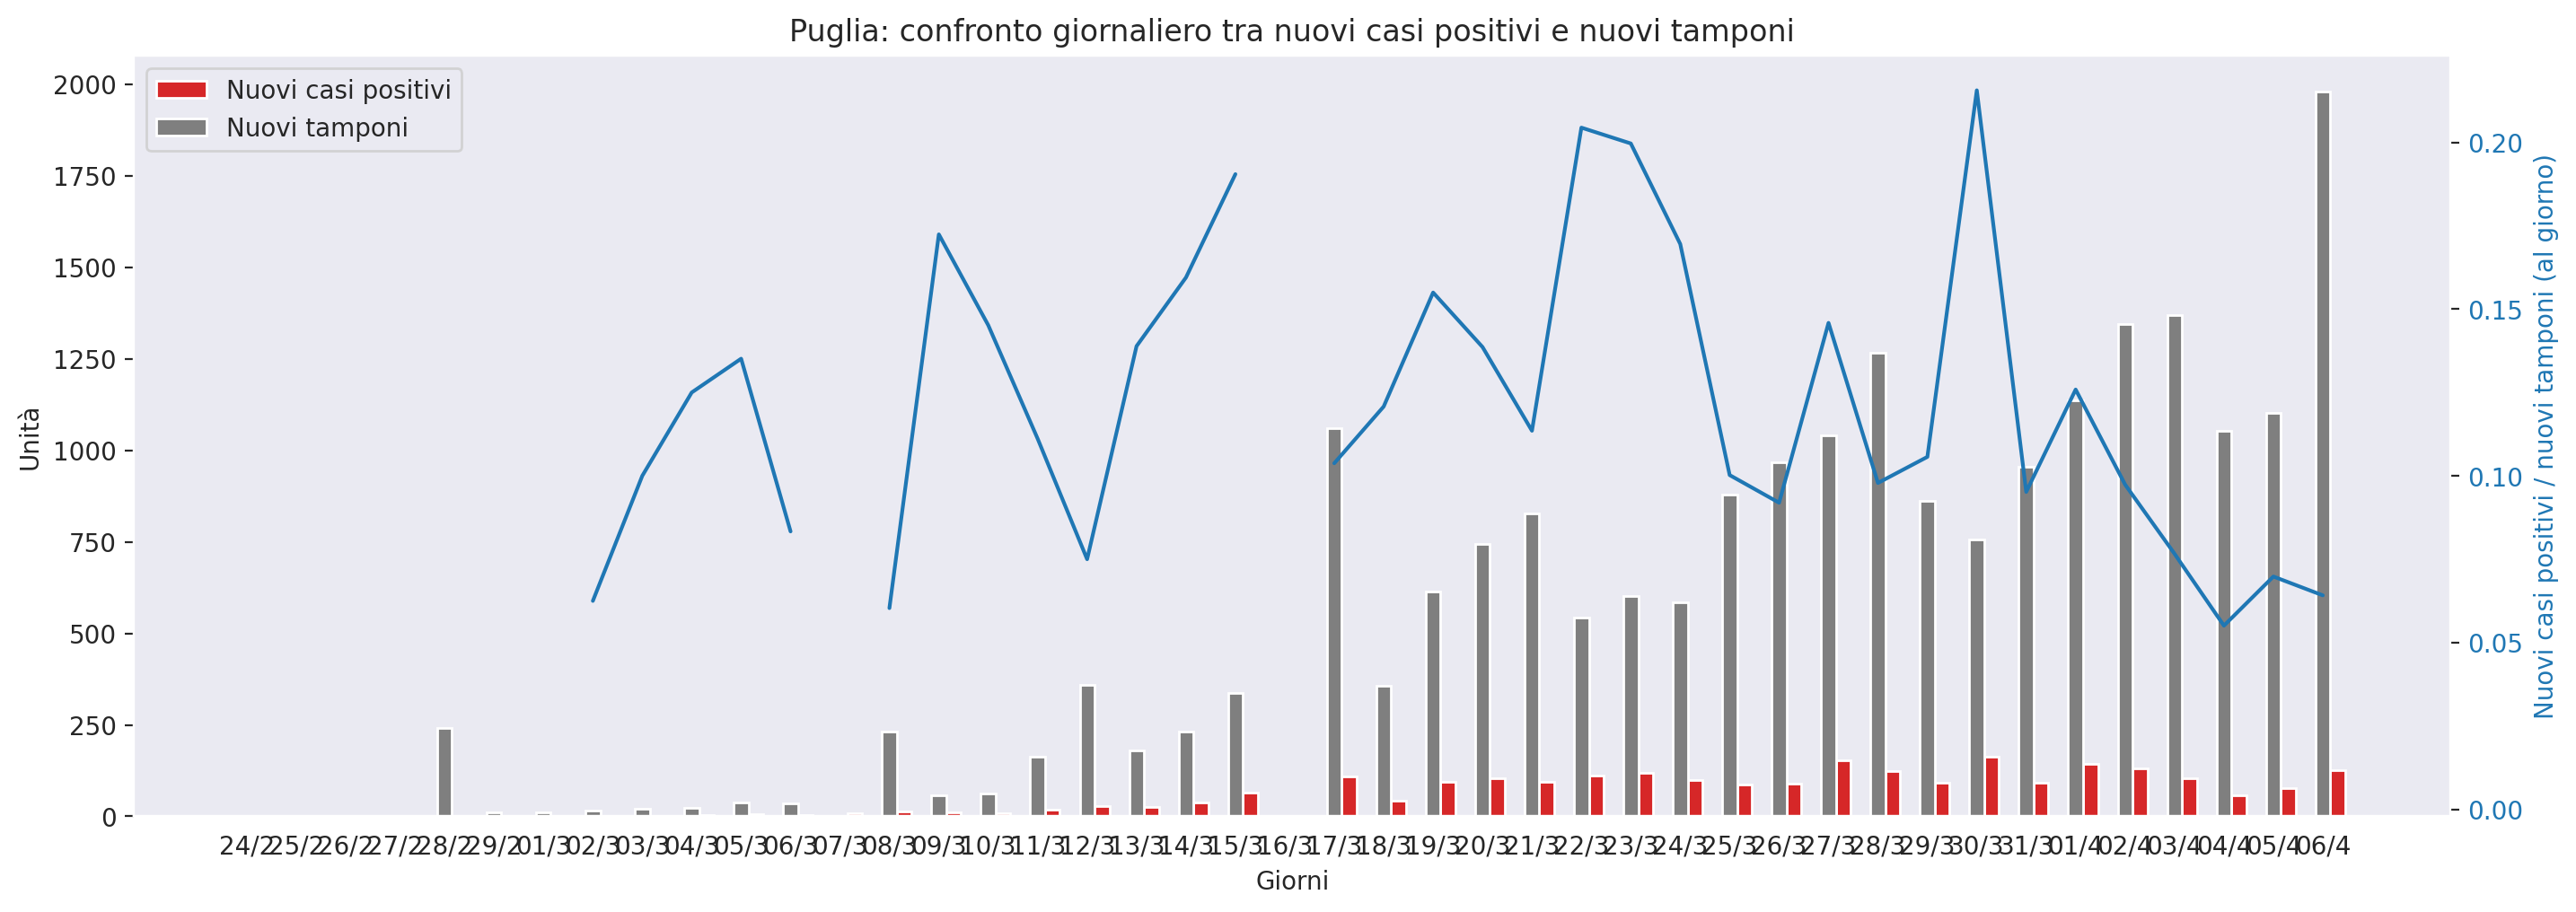 Puglia: confronto giornaliero tra nuovi casi positivi e nuovi tamponi
Nuovi casi positivi
Nuovi tamponi
2000
1750
1500
1250
1000
750
500
250
0
Unità
0.20
0.15
0.10
0.05
0.00
Nuovi casi positivi / nuovi tamponi (al giorno)
24/2 25/2 26/2 27/2 28/2 29/2 01/3 02/3 03/3 04/3 05/3 06/3 07/3 08/3 09/3 10/3 11/3 12/3 13/3 14/3 15/3 16/3 17/3 18/3 19/3 20/3 21/3 22/3 23/3 24/3 25/3 26/3 27/3 28/3 29/3 30/3 31/3 01/4 02/4 03/4 04/4 05/4 06/4
Giorni